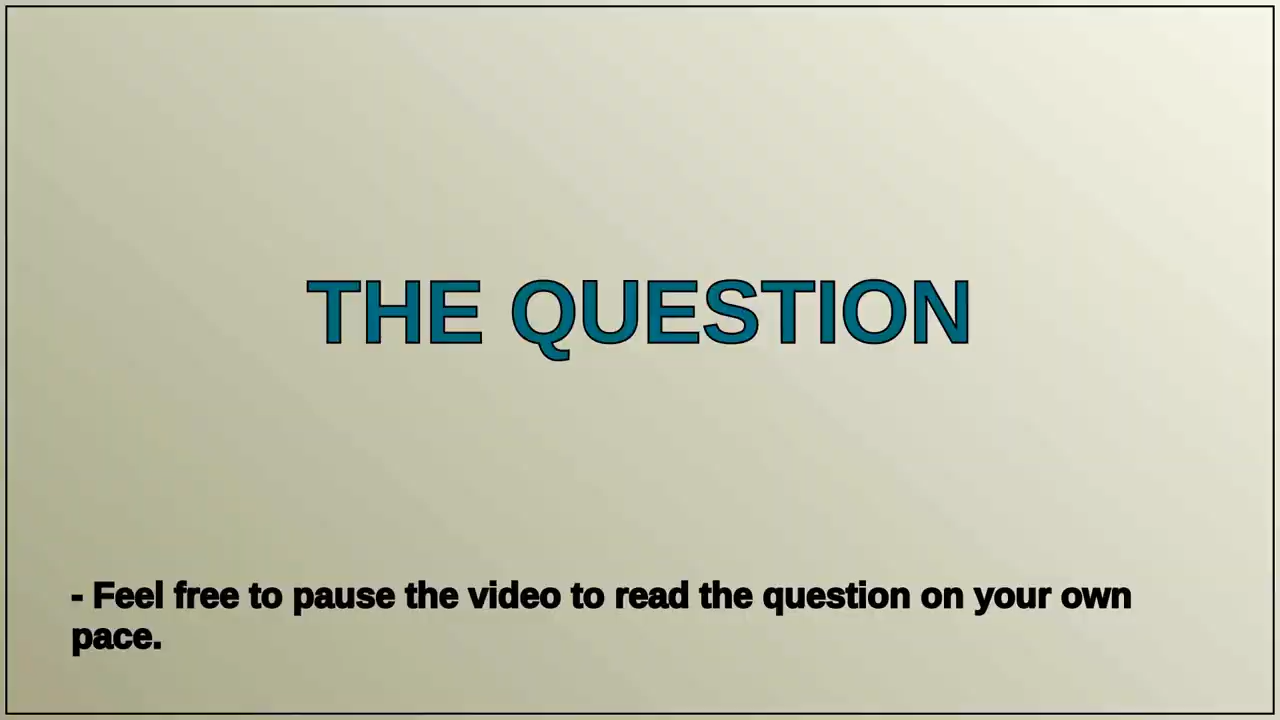 THE QUESTION
- Feel free to pause the video to read the question on your own
pace.